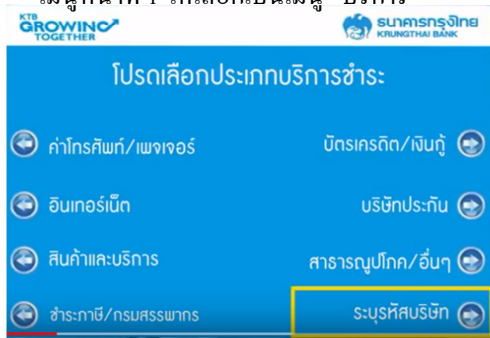 KTB
GROWING
TOGETHER
ธนาคารกรุงไทย
KRUNGTHAI BANK
โปรดเลือกประเภทบริการชำระ
ค่าโทรศัพท์/เพจเจอร์
บัตรเครดิต/เงินกู้
อินเทอร์เน็ต
บริษัทประกัน
สินค้าและบริการ
สาธารณูปโภค/อื่นๆ
ชำระภาษี/กรมสรรพากร
ระบุรหัสบริษัท